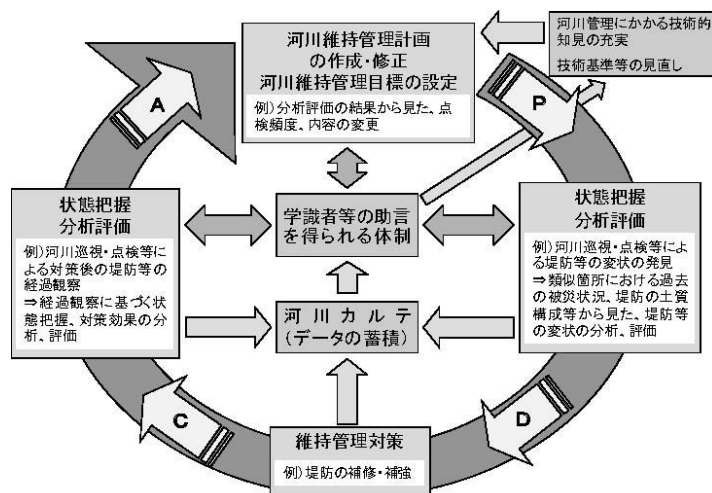 河川維持管理計画
の作成・修正
河川維持管理目標の設定
例）分析評価の結果から見た、点
検頻度、内容の変更
河川管理にかかる技術的
知見の充実
技術基準等の見直し
A
P
状態把握
分析評価
例）河川巡視・点検等に
よる対策後の堤防等の
経過観察
⇒経過観察に基づく状
態把握、対策効果の分
析、評価
学識者等の助言
を得られる体制
状態把握
分析評価
例）河川巡視・点検等によ
る堤防等の変状の発見
⇒類似箇所における過去
の被災状況、堤防の土質
構成等から見た、堤防等
の変状の分析、評価
河川カルテ
（データの蓄積）
C
D
維持管理対策
例）堤防の補修・補強